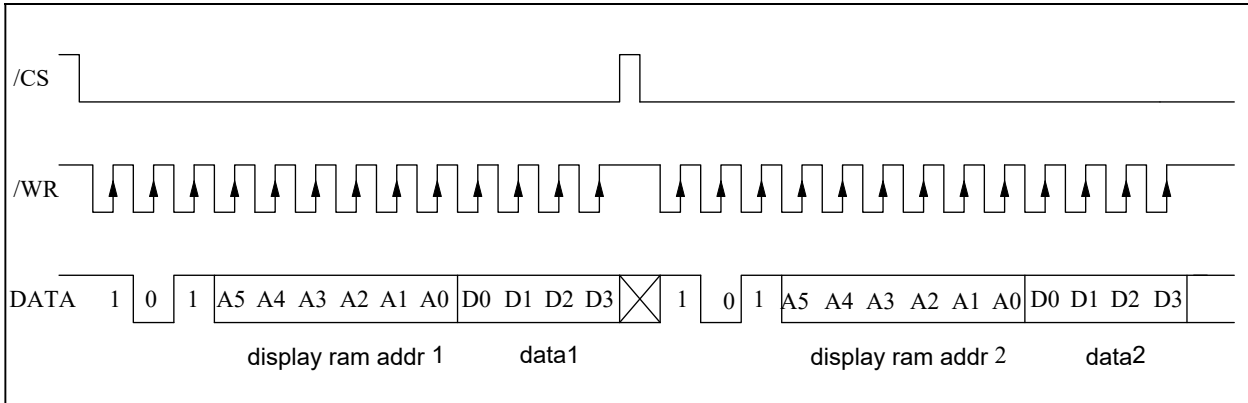 /CS
/WR
DATA 1 0 1 A5 A4 A3 A2 A1 A0 D0 D1 D2 D3 1 0 1 A5 A4 A3 A2 A1 A0 D0 D1 D2 D3
display ram addr 1 data1 display ram addr 2 data2